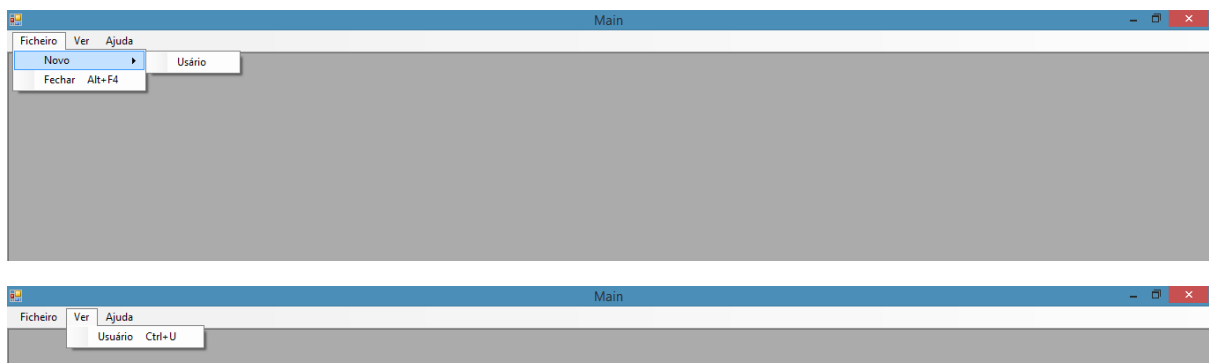 Main
Ficheiro Ver Ajuda
Novo Usário
Fechar Alt+F4
Main
Ficheiro Ver Ajuda
Usuário Ctrl+U